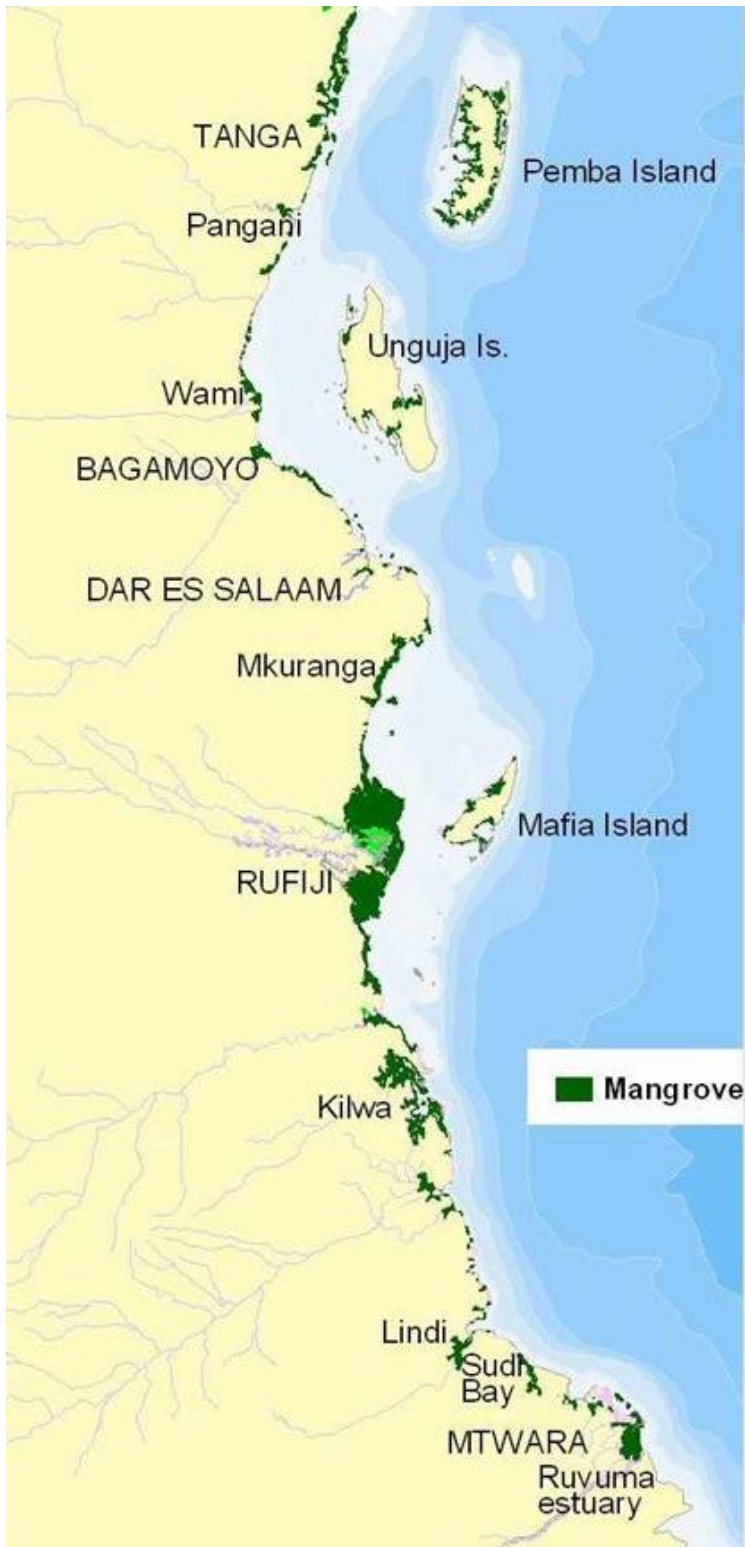 TANGA
Pemba Island
Pangani
Unguja Is.
Wami
BAGAMOYO
DAR ES SALAAM
Mkuranga
Mafia Island
RUFIJI
Mangrove
Kilwa
Lindi
Sudi
Bay
MTWARA
Ruvuma
estuary